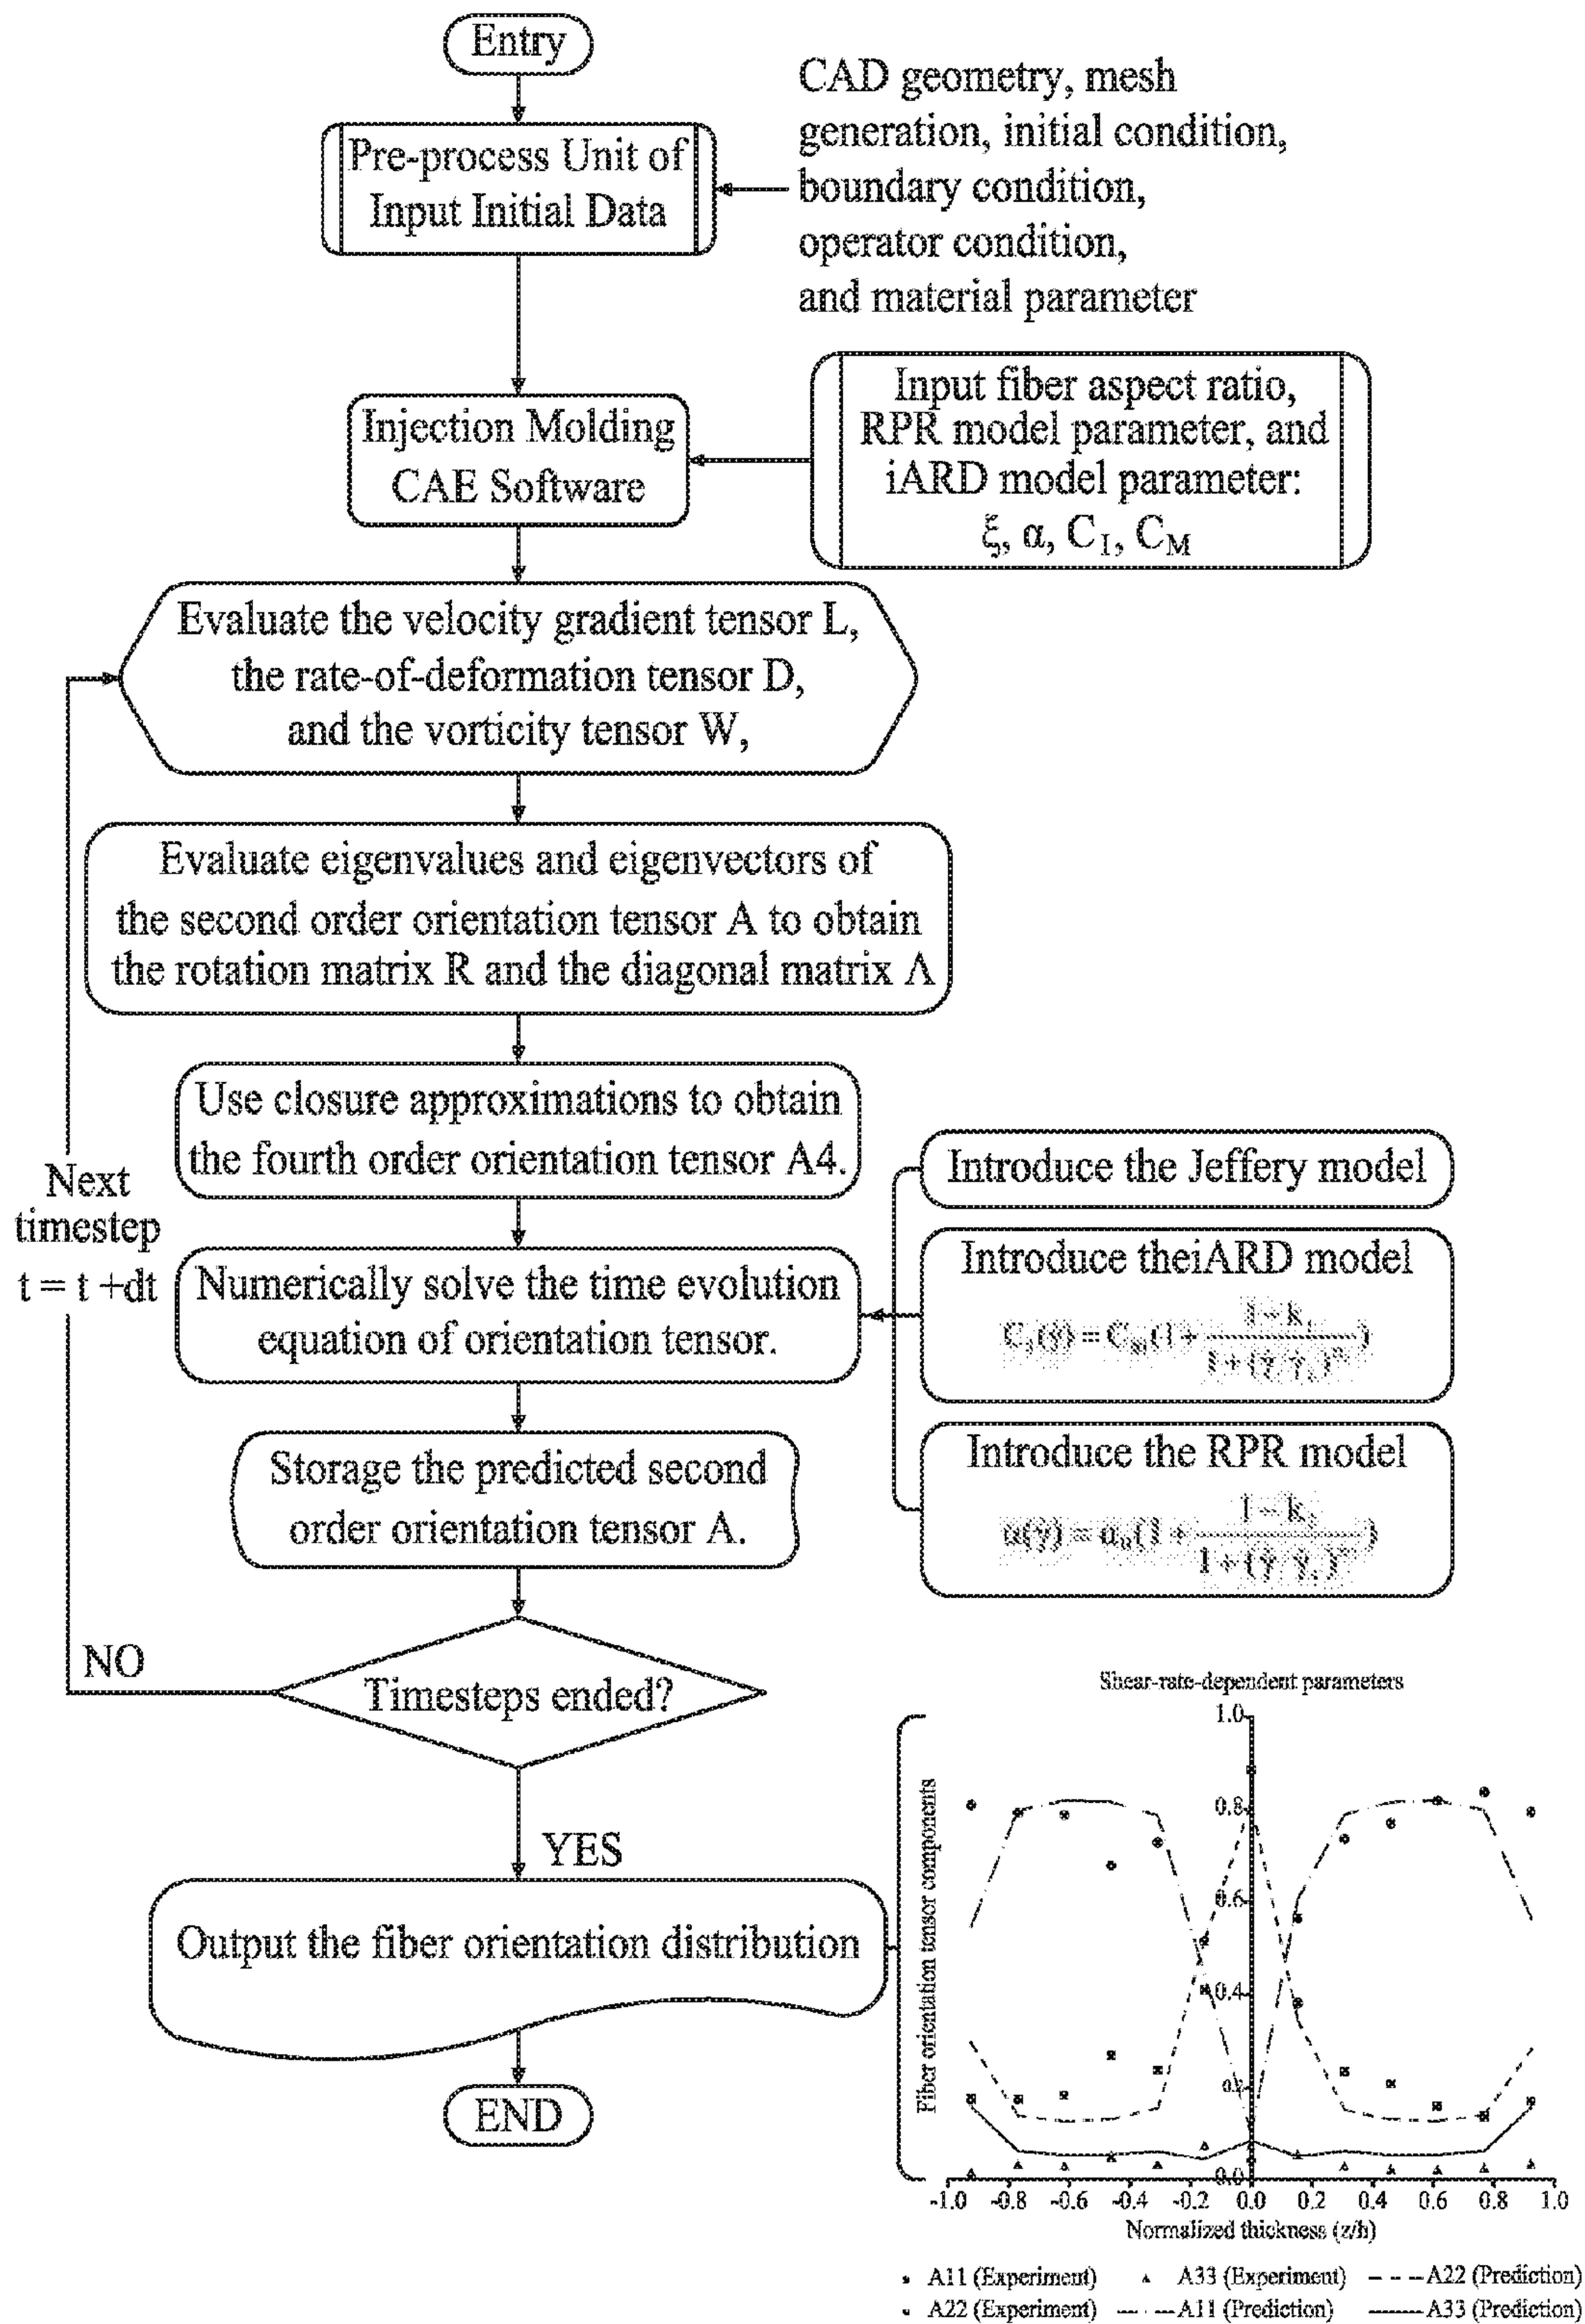 Entry
Pre-process Unit of
Input Initial Data
CAD geometry, mesh
generation, initial condition,
boundary condition,
operator condition,
and material parameter
Injection Molding
CAE Software
Input fiber aspect ratio,
RPR model parameter, and
iARD model parameter:
ξ, α, C_I, C_M
Evaluate the velocity gradient tensor L,
the rate-of-deformation tensor D,
and the vorticity tensor W,
Evaluate eigenvalues and eigenvectors of
the second order orientation tensor A to obtain
the rotation matrix R and the diagonal matrix Λ
Use closure approximations to obtain
the fourth order orientation tensor A4.
Next
timestep
t = t +dt
Numerically solve the time evolution
equation of orientation tensor.
Introduce the Jeffery model
Introduce theiARD model
Introduce the RPR model
Storage the predicted second
order orientation tensor A.
Timesteps ended?
NO
YES
Output the fiber orientation distribution
END
Shear-rate-dependent parameters
Fiber orientation tensor components
1.0
0.8
0.6
0.4
0.2
0.0
-1.0 -0.8 -0.6 -0.4 -0.2 0.0 0.2 0.4 0.6 0.8 1.0
Normalized thickness (z/h)
A11 (Experiment) A33 (Experiment) A22 (Prediction)
A22 (Experiment) A11 (Prediction) A33 (Prediction)